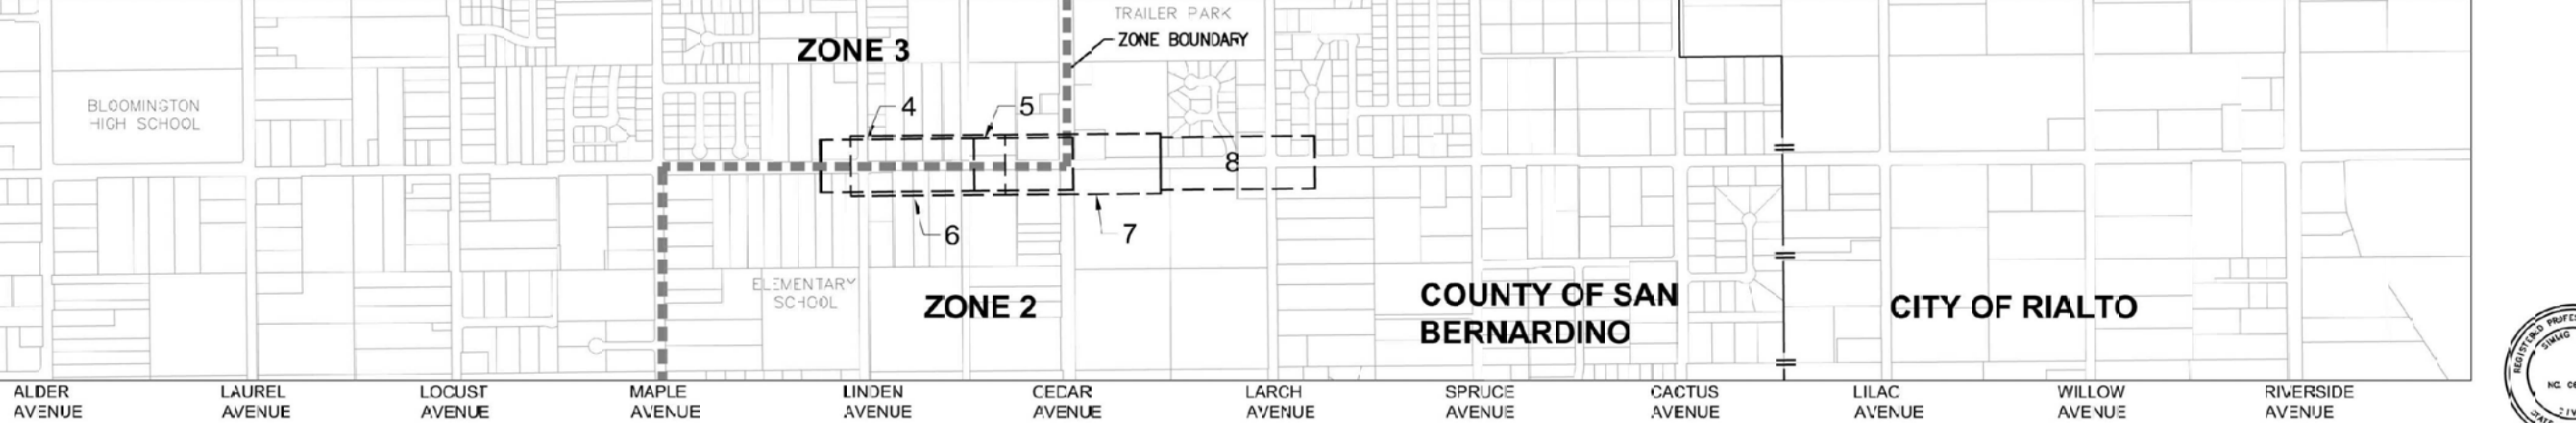 TRAILER PARK
ZONE BOUNDARY
ZONE 3
BLOOMINGTON
HIGH SCHOOL
4
5
8
6
7
ELEMENTARY
SCHOOL
ZONE 2
COUNTY OF SAN
BERNARDINO
CITY OF RIALTO
ALDER
AVENUE
LAUREL
AVENUE
LOCUST
AVENUE
MAPLE
AVENUE
LINDEN
AVENUE
CEDAR
AVENUE
LARCH
AVENUE
SPRUCE
AVENUE
CACTUS
AVENUE
LILAC
AVENUE
WILLOW
AVENUE
RIVERSIDE
AVENUE
REGISTERED